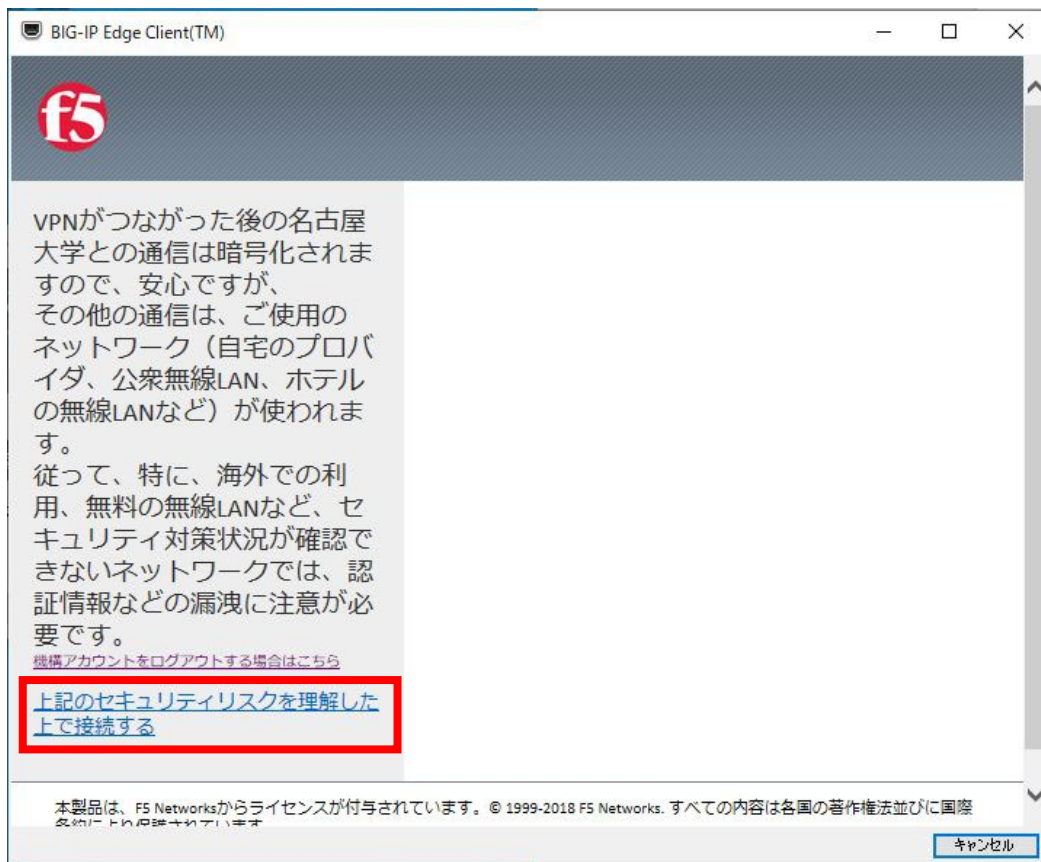 BIG-IP Edge Client(TM)
f5
VPNがつながった後の名古屋
大学との通信は暗号化されま
すので、安心ですが、
その他の通信は、ご使用の
ネットワーク（自宅のプロバ
イダ、公衆無線LAN、ホテル
の無線LANなど）が使われま
す。
従って、特に、海外での利
用、無料の無線LANなど、セ
キュリティ対策状況が確認で
きないネットワークでは、認
証情報などの漏洩に注意が必
要です。
機構アカウントをログアウトする場合はこちら
上記のセキュリティリスクを理解した
上で接続する
本製品は、F5 Networksからライセンスが付与されています。© 1999-2018 F5 Networks. すべての内容は各国の著作権法並びに国際
条約により保護されています
キャンセル